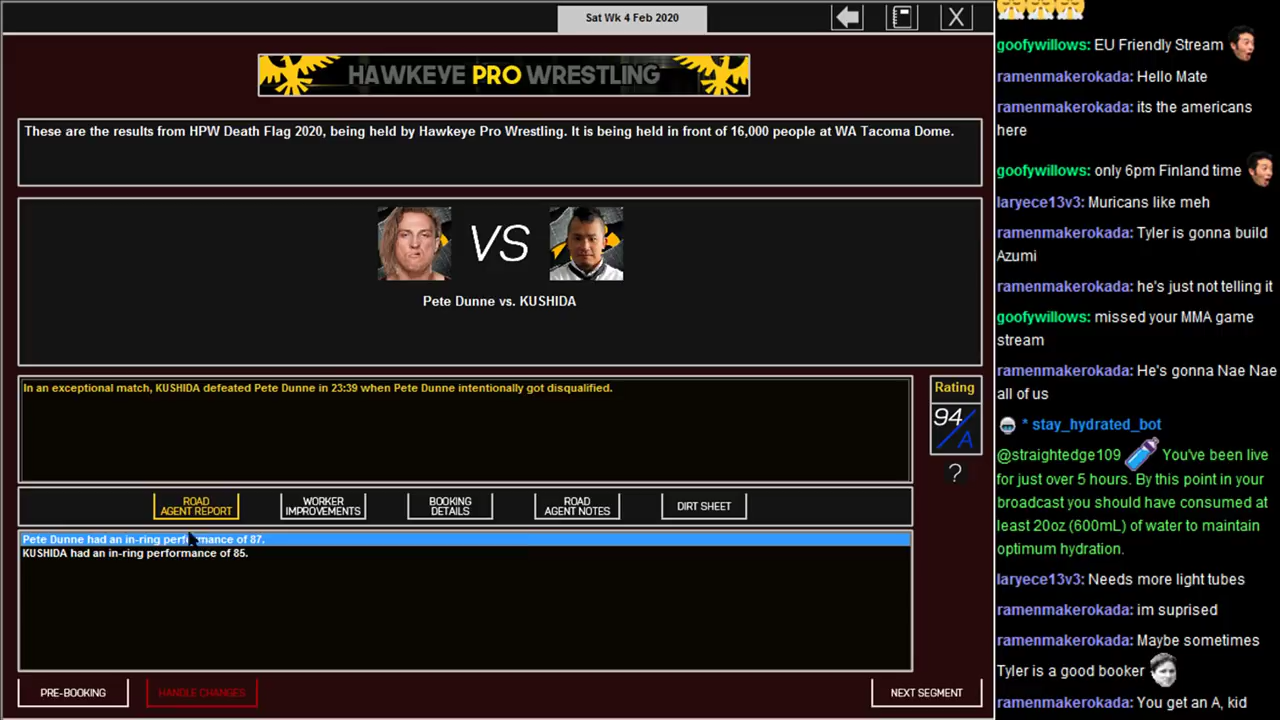 Sat Wk 4 Feb 2020
HAWKEYE PRO WRESTLING
These are the results from HPW Death Flag 2020, being held by Hawkeye Pro Wrestling. It is being held in front of 16,000 people at WA Tacoma Dome.
VS
Pete Dunne vs. KUSHIDA
In an exceptional match, KUSHIDA defeated Pete Dunne in 23:39 when Pete Dunne intentionally got disqualified.
Rating
94/A
?
ROAD
AGENT REPORT
WORKER
IMPROVEMENTS
BOOKING
DETAILS
ROAD
AGENT NOTES
DIRT SHEET
Pete Dunne had an in-ring performance of 87.
KUSHIDA had an in-ring performance of 85.
PRE-BOOKING
HANDLE CHANGES
NEXT SEGMENT
goofywillows: EU Friendly Stream
ramenmakerokada: Hello Mate
ramenmakerokada: its the americans
here
goofywillows: only 6pm Finland time
laryece13v3: Muricans like meh
ramenmakerokada: Tyler is gonna build
Azumi
ramenmakerokada: he's just not telling it
goofywillows: missed your MMA game
stream
ramenmakerokada: He's gonna Nae Nae
all of us
* stay_hydrated_bot
@straightedge109 You've been live
for just over 5 hours. By this point in your
broadcast you should have consumed at
least 20oz (600mL) of water to maintain
optimum hydration.
laryece13v3: Needs more light tubes
ramenmakerokada: im suprised
ramenmakerokada: Maybe sometimes
Tyler is a good booker
ramenmakerokada: You get an A, kid